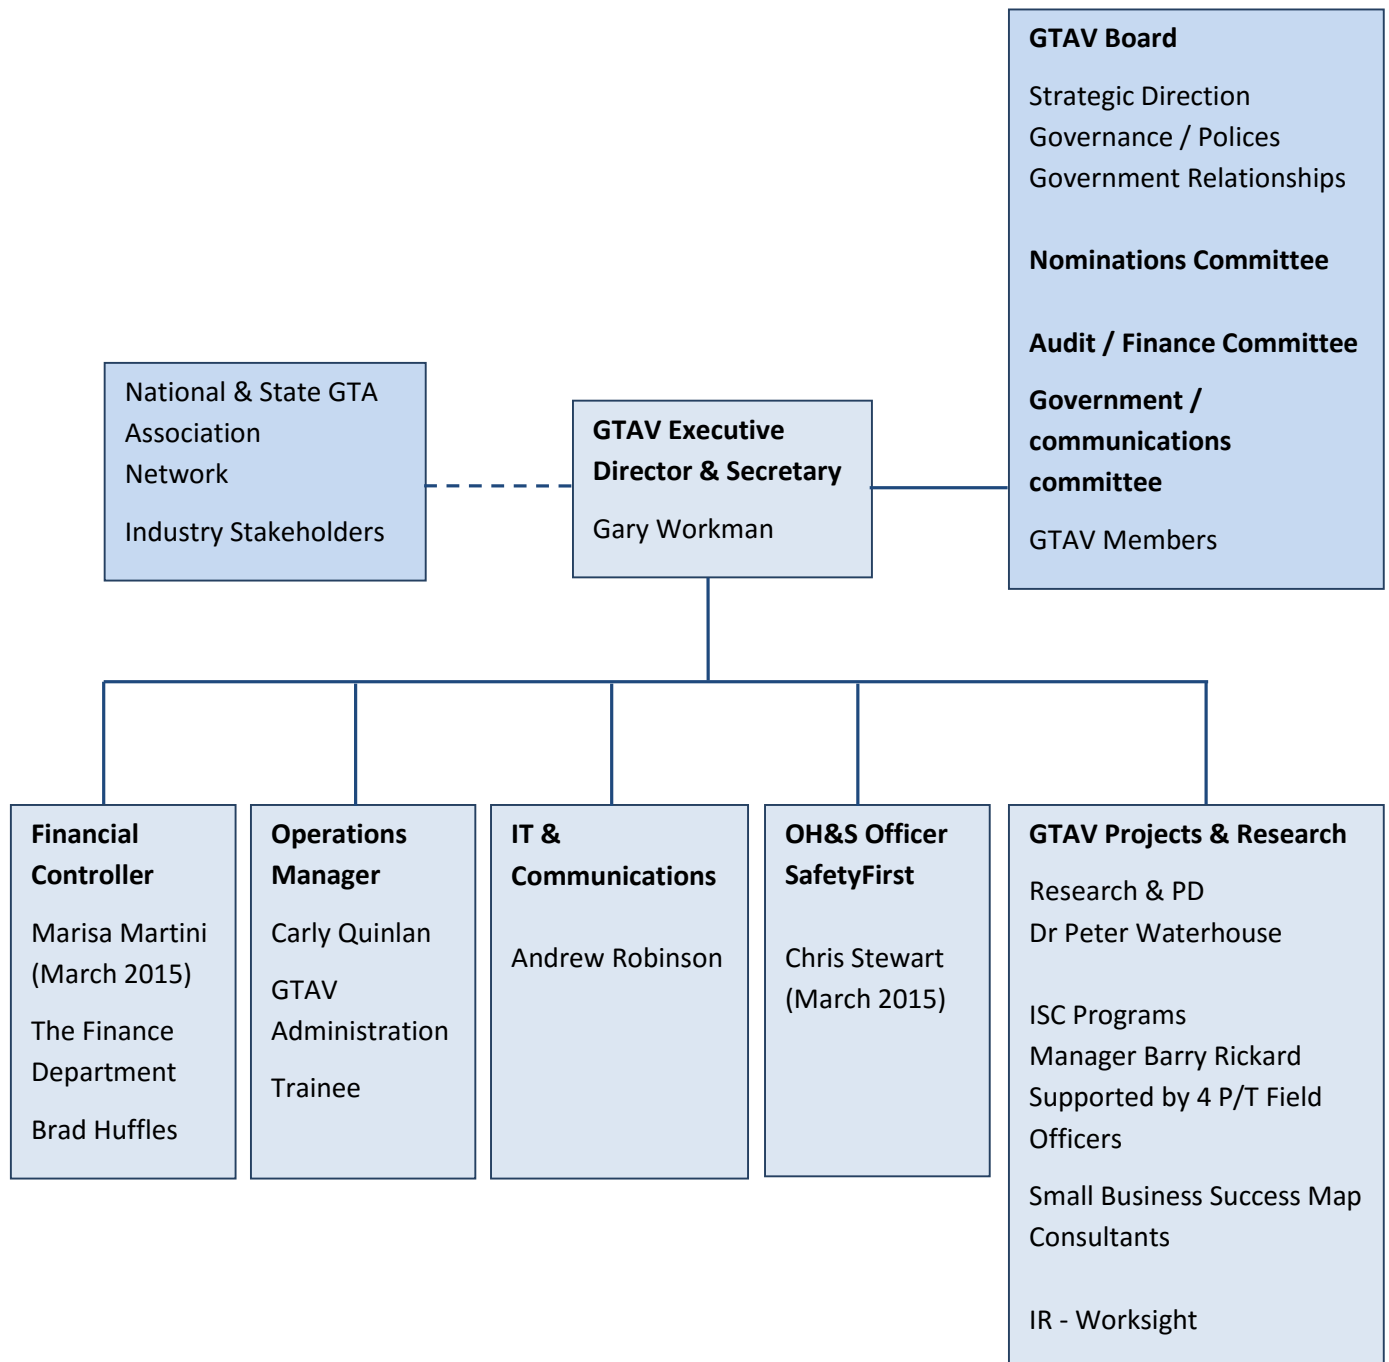 GTAV Board
Strategic Direction
Governance / Polices
Government Relationships
Nominations Committee
Audit / Finance Committee
Government /
communications
committee
GTAV Members
National & State GTA
Association
Network
Industry Stakeholders
GTAV Executive
Director & Secretary
Gary Workman
Financial
Controller
Marisa Martini
(March 2015)
The Finance
Department
Brad Huffles
Operations
Manager
Carly Quinlan
GTAV
Administration
Trainee
IT &
Communications
Andrew Robinson
OH&S Officer
SafetyFirst
Chris Stewart
(March 2015)
GTAV Projects & Research
Research & PD
Dr Peter Waterhouse
ISC Programs
Manager Barry Rickard
Supported by 4 P/T Field
Officers
Small Business Success Map
Consultants
IR - Worksight